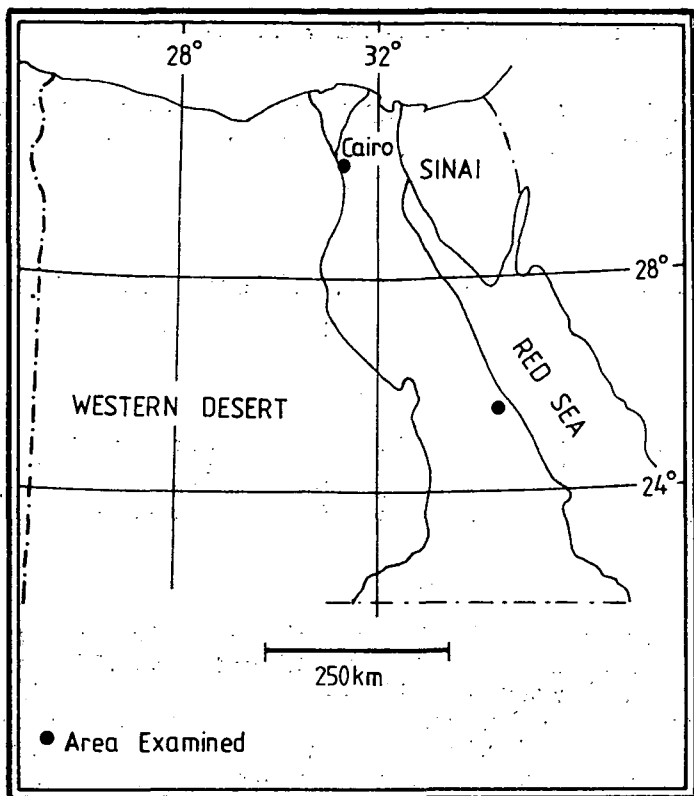 28° 32°
Cairo
SINAI
28°
RED SEA
WESTERN DESERT
24°
250km
Area Examined